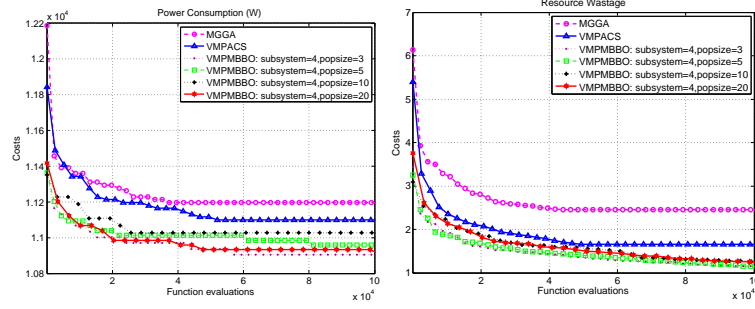 Power Consumption (W)
x 10^4
1.22
1.2
1.18
1.16
1.14
1.12
1.1
1.08
Costs
MGGA
VMPACS
VMPMBBO: subsystem=4,popsize=3
VMPMBBO: subsystem=4,popsize=5
VMPMBBO: subsystem=4,popsize=10
VMPMBBO: subsystem=4,popsize=20
2 4 6 8 10
Function evaluations
x 10^4
Resource Wastage
7
6
5
4
3
2
1
Costs
MGGA
VMPACS
VMPMBBO: subsystem=4,popsize=3
VMPMBBO: subsystem=4,popsize=5
VMPMBBO: subsystem=4,popsize=10
VMPMBBO: subsystem=4,popsize=20
2 4 6 8 10
Function evaluations
x 10^4